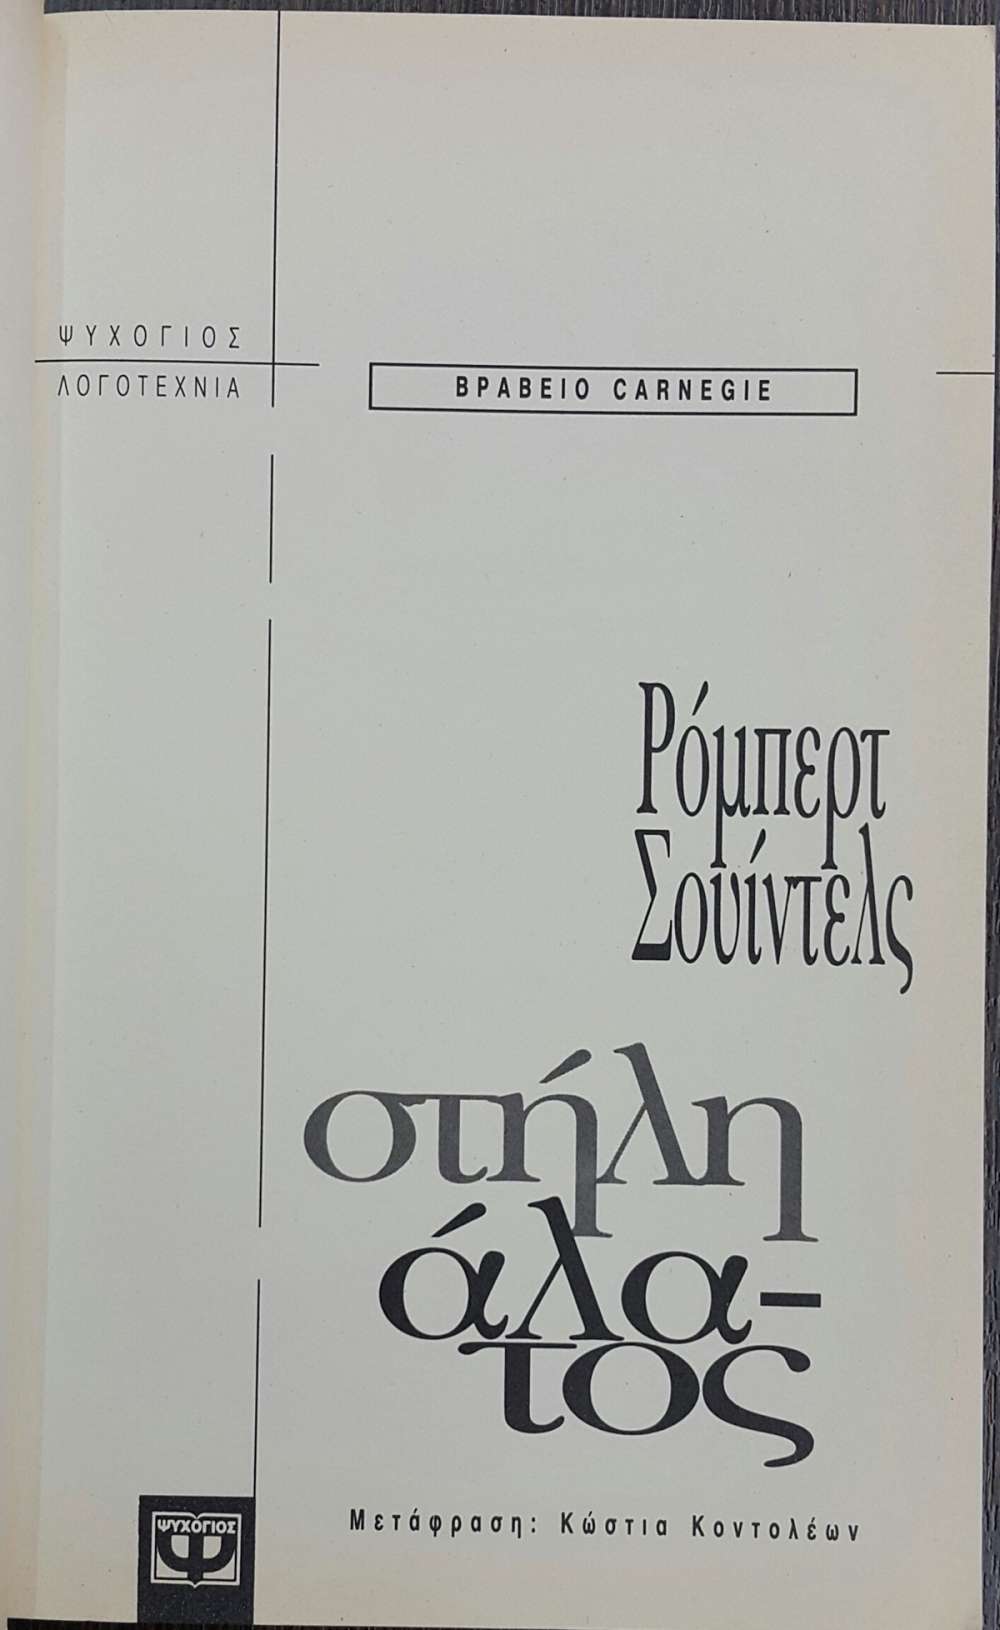 ΨΥΧΟΓΙΟΣ
ΛΟΓΟΤΕΧΝΙΑ
ΒΡΑΒΕΙΟ CARNEGIE
Ρόμπερτ
Σουίντελς
στήλη
άλα-
τος
Μετάφραση: Κώστια Κοντολέων
ΨΥΧΟΓΙΟΣ
Ψ